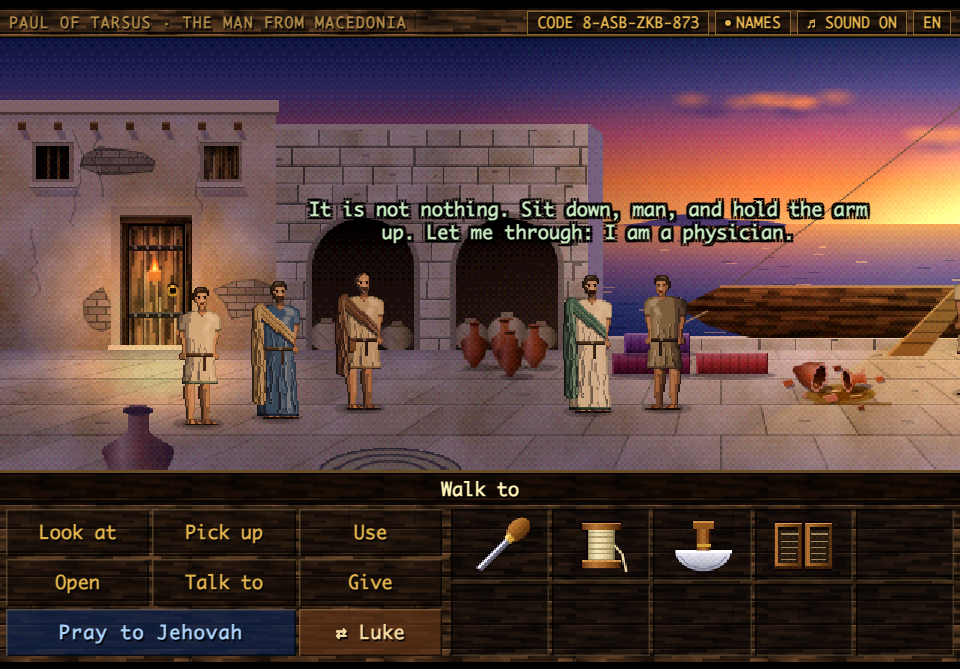 PAUL OF TARSUS · THE MAN FROM MACEDONIA
CODE 8-ASB-ZKB-873
• NAMES
♬ SOUND ON
EN
It is not nothing. Sit down, man, and hold the arm
up. Let me through: I am a physician.
Walk to
Look at
Pick up
Use
Open
Talk to
Give
Pray to Jehovah
⇄ Luke